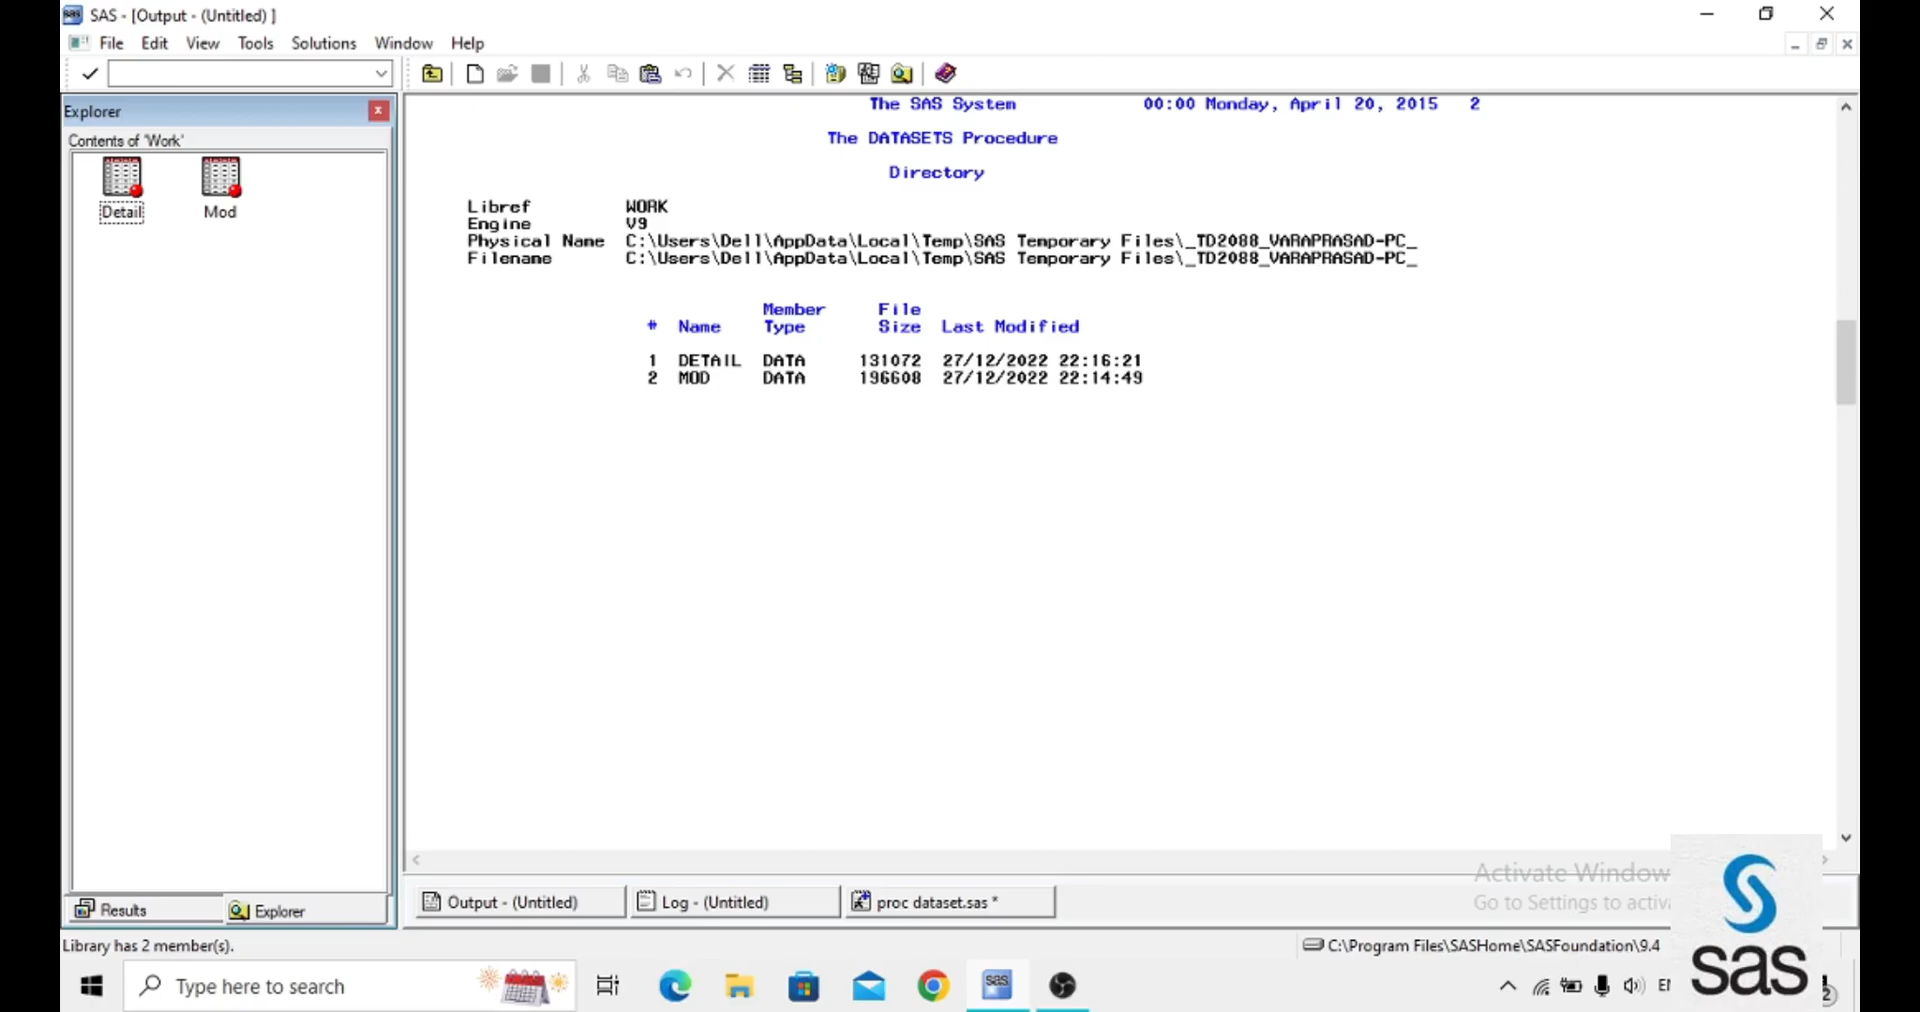 SAS - [Output - (Untitled) ]
File Edit View Tools Solutions Window Help
Explorer
Contents of 'Work'
Detail Mod
The SAS System 00:00 Monday, April 20, 2015 2
The DATASETS Procedure
Directory
Libref WORK
Engine V9
Physical Name C:\Users\Dell\AppData\Local\Temp\SAS Temporary Files\_TD2088_VARAPRASAD-PC_
Filename C:\Users\Dell\AppData\Local\Temp\SAS Temporary Files\_TD2088_VARAPRASAD-PC_
Member File
# Name Type Size Last Modified
1 DETAIL DATA 131072 27/12/2022 22:16:21
2 MOD DATA 196608 27/12/2022 22:14:49
Activate Window
Go to Settings to activ
Results Explorer
Output - (Untitled) Log - (Untitled) proc dataset.sas *
Library has 2 member(s). C:\Program Files\SASHome\SASFoundation\9.4
Type here to search
sas
sas
2